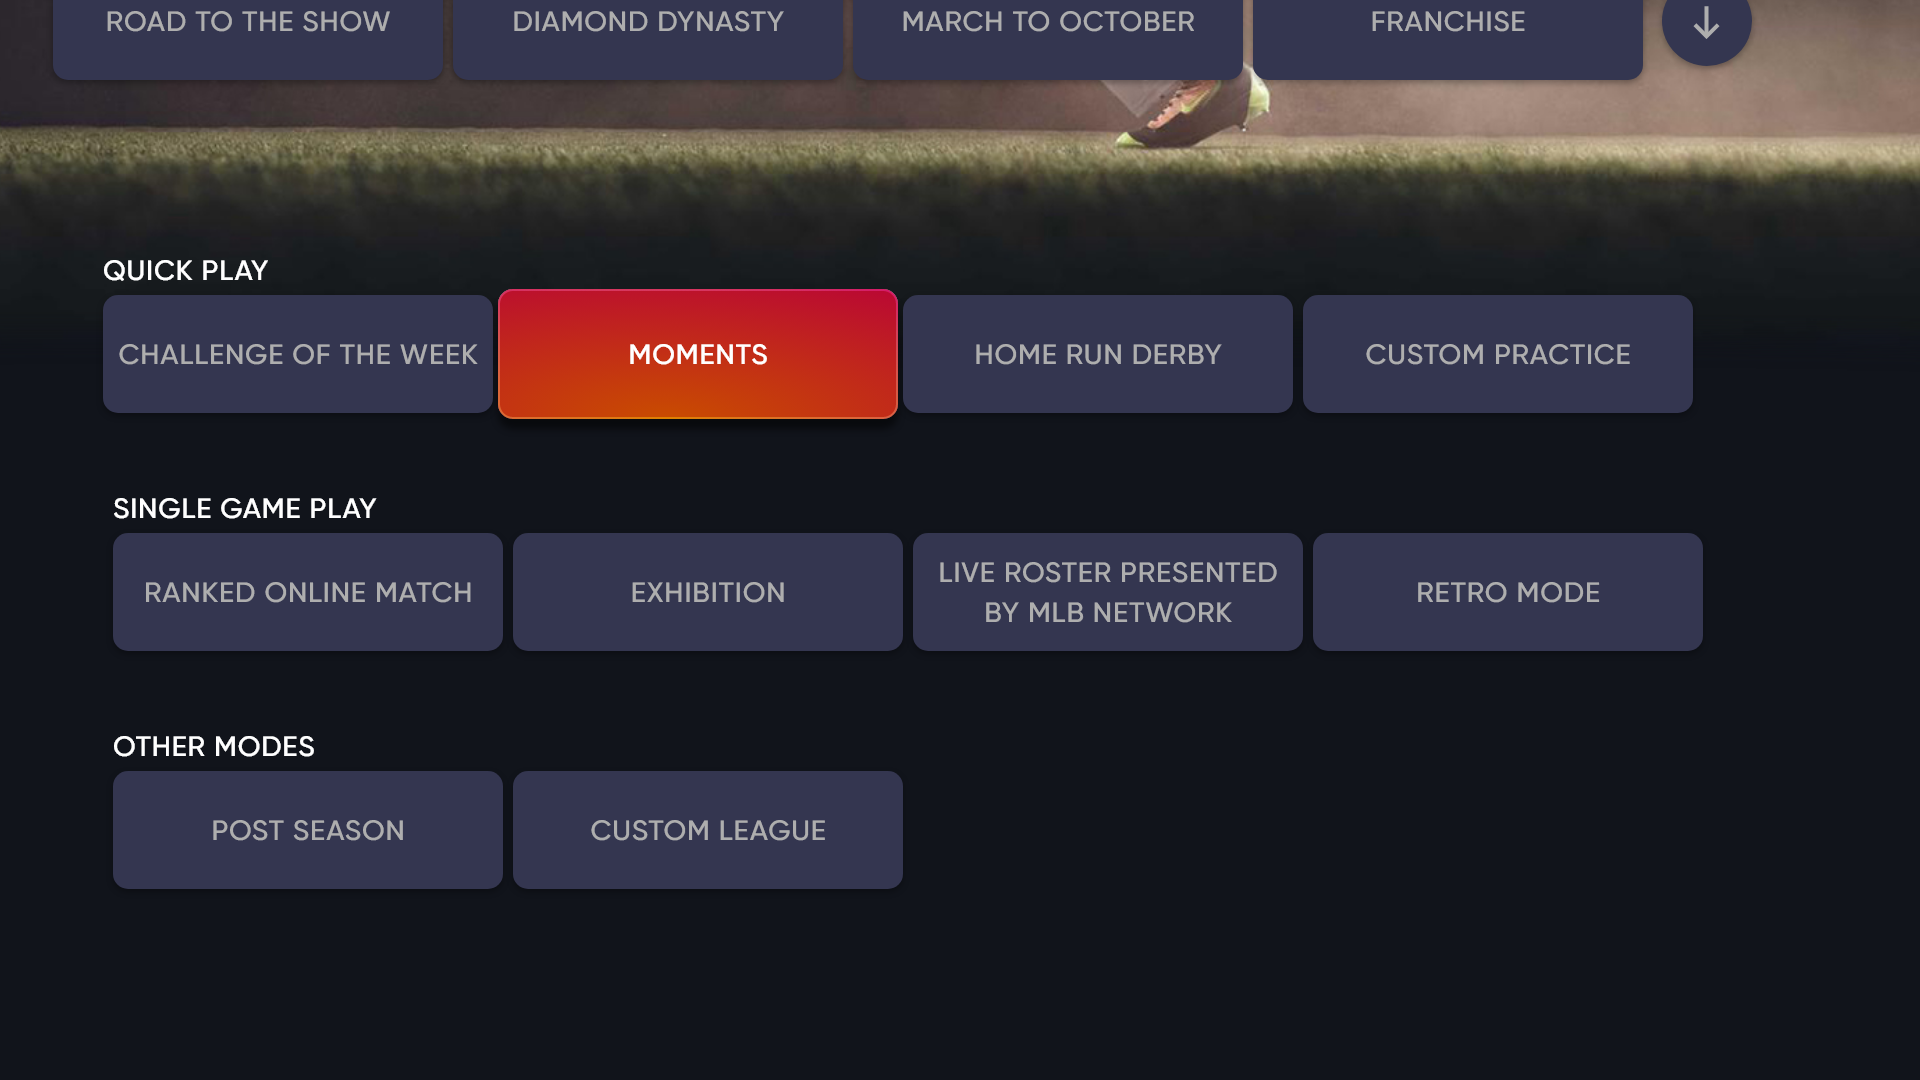 ROAD TO THE SHOW
DIAMOND DYNASTY
MARCH TO OCTOBER
FRANCHISE
QUICK PLAY
CHALLENGE OF THE WEEK
MOMENTS
HOME RUN DERBY
CUSTOM PRACTICE
SINGLE GAME PLAY
RANKED ONLINE MATCH
EXHIBITION
LIVE ROSTER PRESENTED
BY MLB NETWORK
RETRO MODE
OTHER MODES
POST SEASON
CUSTOM LEAGUE